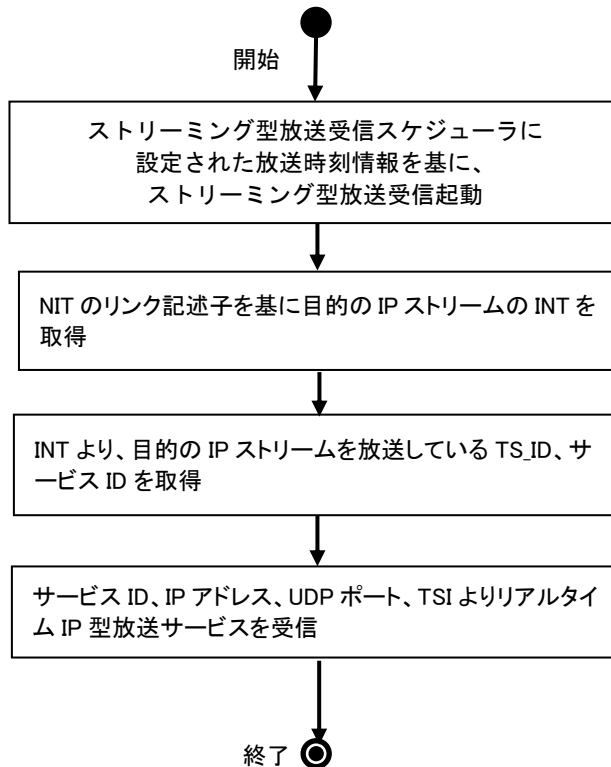 開始
ストリーミング型放送受信スケジューラに
設定された放送時刻情報を基に、
ストリーミング型放送受信起動
NIT のリンク記述子を基に目的の IP ストリームの INT を
取得
INT より、目的の IP ストリームを放送している TS_ID、サ
ービス ID を取得
サービス ID、IP アドレス、UDP ポート、TSI よりリアルタイ
ム IP 型放送サービスを受信
終了